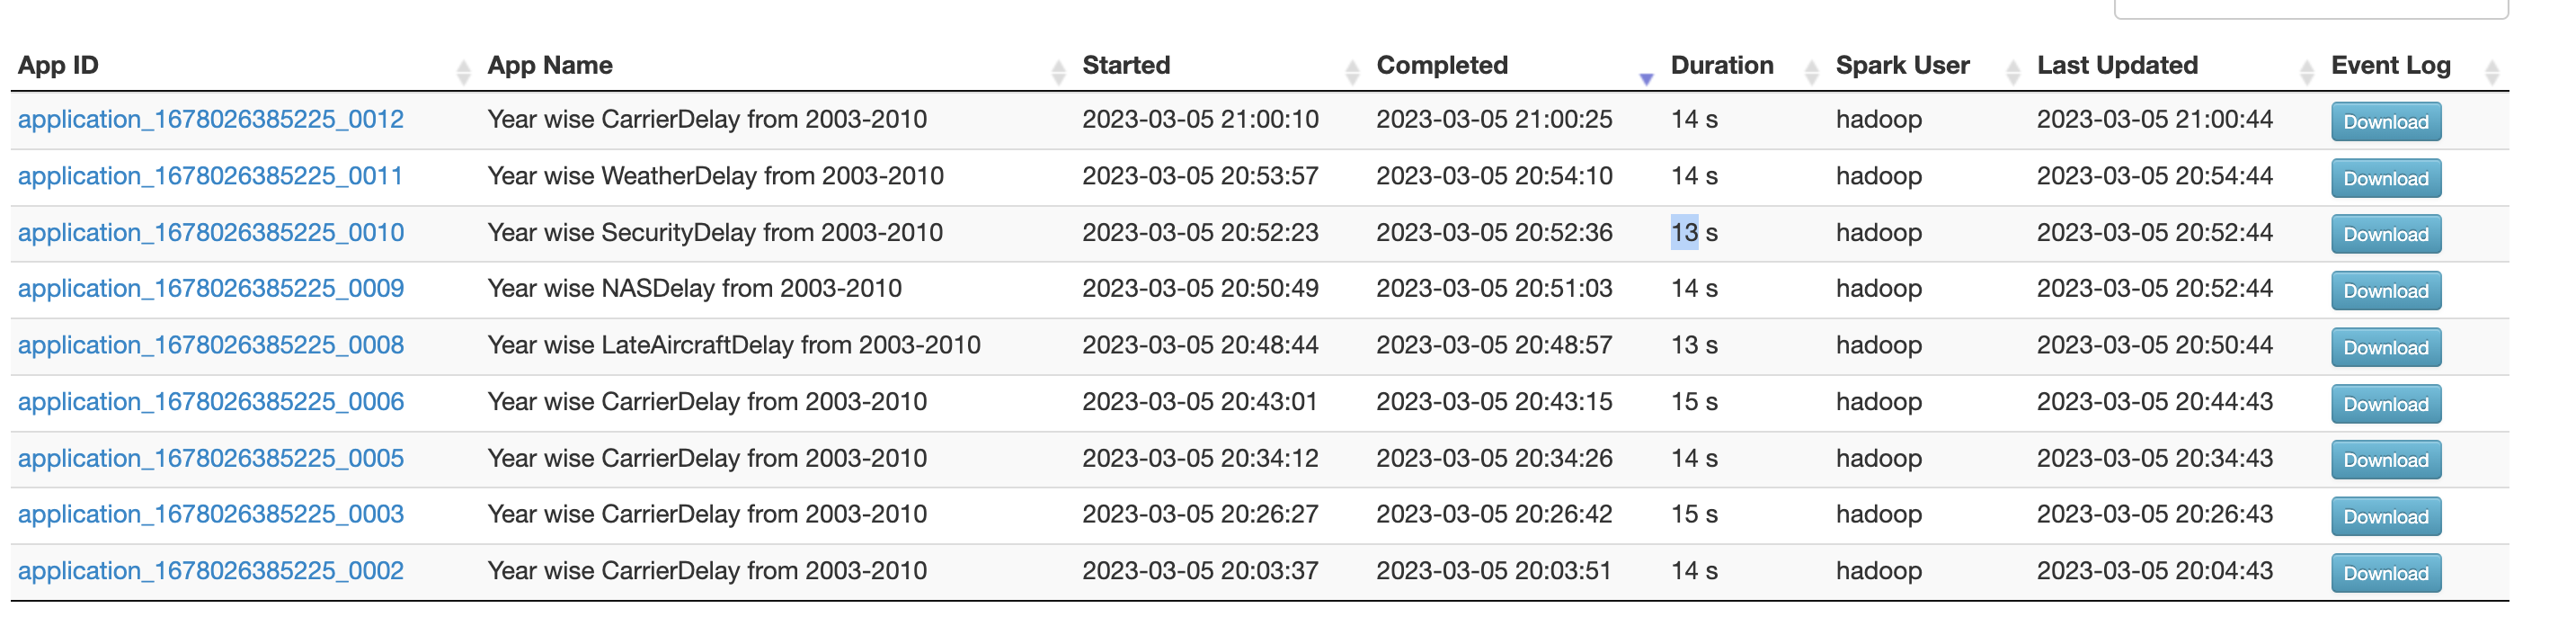 App ID App Name Started Completed Duration Spark User Last Updated Event Log
application_1678026385225_0012 Year wise CarrierDelay from 2003-2010 2023-03-05 21:00:10 2023-03-05 21:00:25 14 s hadoop 2023-03-05 21:00:44 Download
application_1678026385225_0011 Year wise WeatherDelay from 2003-2010 2023-03-05 20:53:57 2023-03-05 20:54:10 14 s hadoop 2023-03-05 20:54:44 Download
application_1678026385225_0010 Year wise SecurityDelay from 2003-2010 2023-03-05 20:52:23 2023-03-05 20:52:36 13 s hadoop 2023-03-05 20:52:44 Download
application_1678026385225_0009 Year wise NASDelay from 2003-2010 2023-03-05 20:50:49 2023-03-05 20:51:03 14 s hadoop 2023-03-05 20:52:44 Download
application_1678026385225_0008 Year wise LateAircraftDelay from 2003-2010 2023-03-05 20:48:44 2023-03-05 20:48:57 13 s hadoop 2023-03-05 20:50:44 Download
application_1678026385225_0006 Year wise CarrierDelay from 2003-2010 2023-03-05 20:43:01 2023-03-05 20:43:15 15 s hadoop 2023-03-05 20:44:43 Download
application_1678026385225_0005 Year wise CarrierDelay from 2003-2010 2023-03-05 20:34:12 2023-03-05 20:34:26 14 s hadoop 2023-03-05 20:34:43 Download
application_1678026385225_0003 Year wise CarrierDelay from 2003-2010 2023-03-05 20:26:27 2023-03-05 20:26:42 15 s hadoop 2023-03-05 20:26:43 Download
application_1678026385225_0002 Year wise CarrierDelay from 2003-2010 2023-03-05 20:03:37 2023-03-05 20:03:51 14 s hadoop 2023-03-05 20:04:43 Download